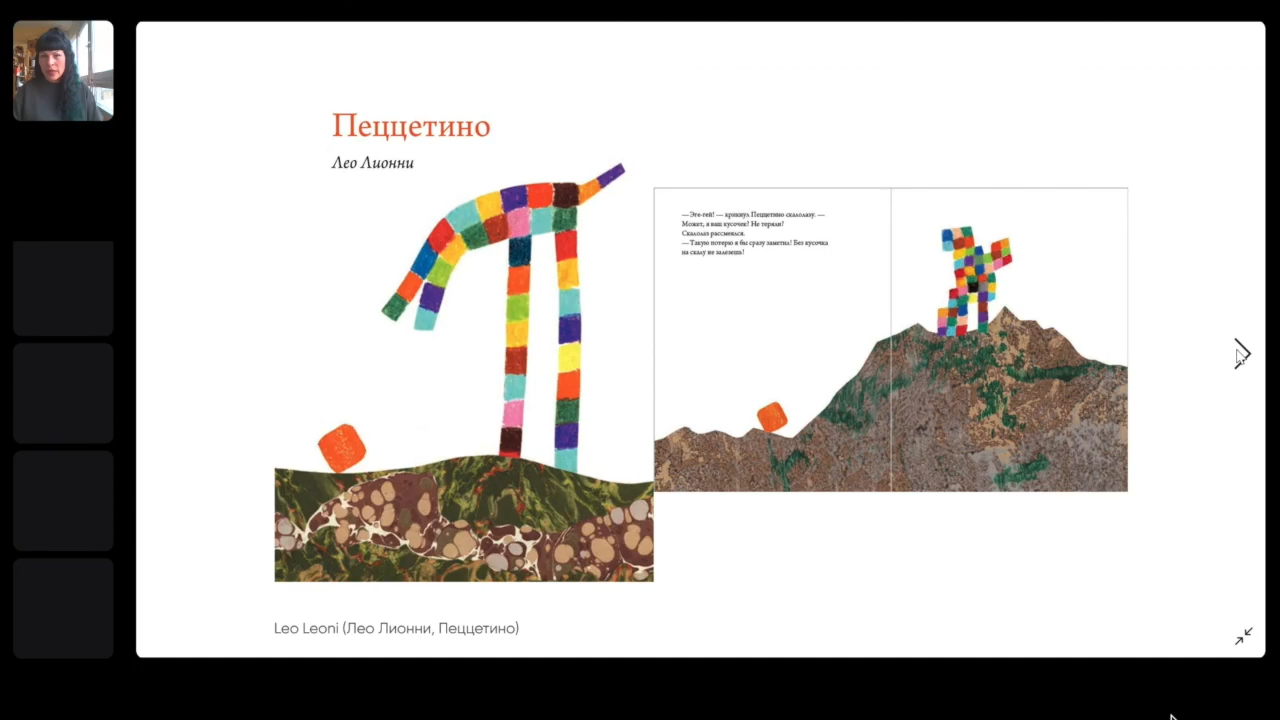 Пеццетино
Лео Лионни
— Эге-гей! — крикнул Пеццетино скалолазу. —
Может, я ваш кусочек? Не теряли?
Скалолаз рассмеялся.
— Такую потерю я бы сразу заметил! Без кусочка
на скалу не залезешь!
Leo Leoni (Лео Лионни, Пеццетино)